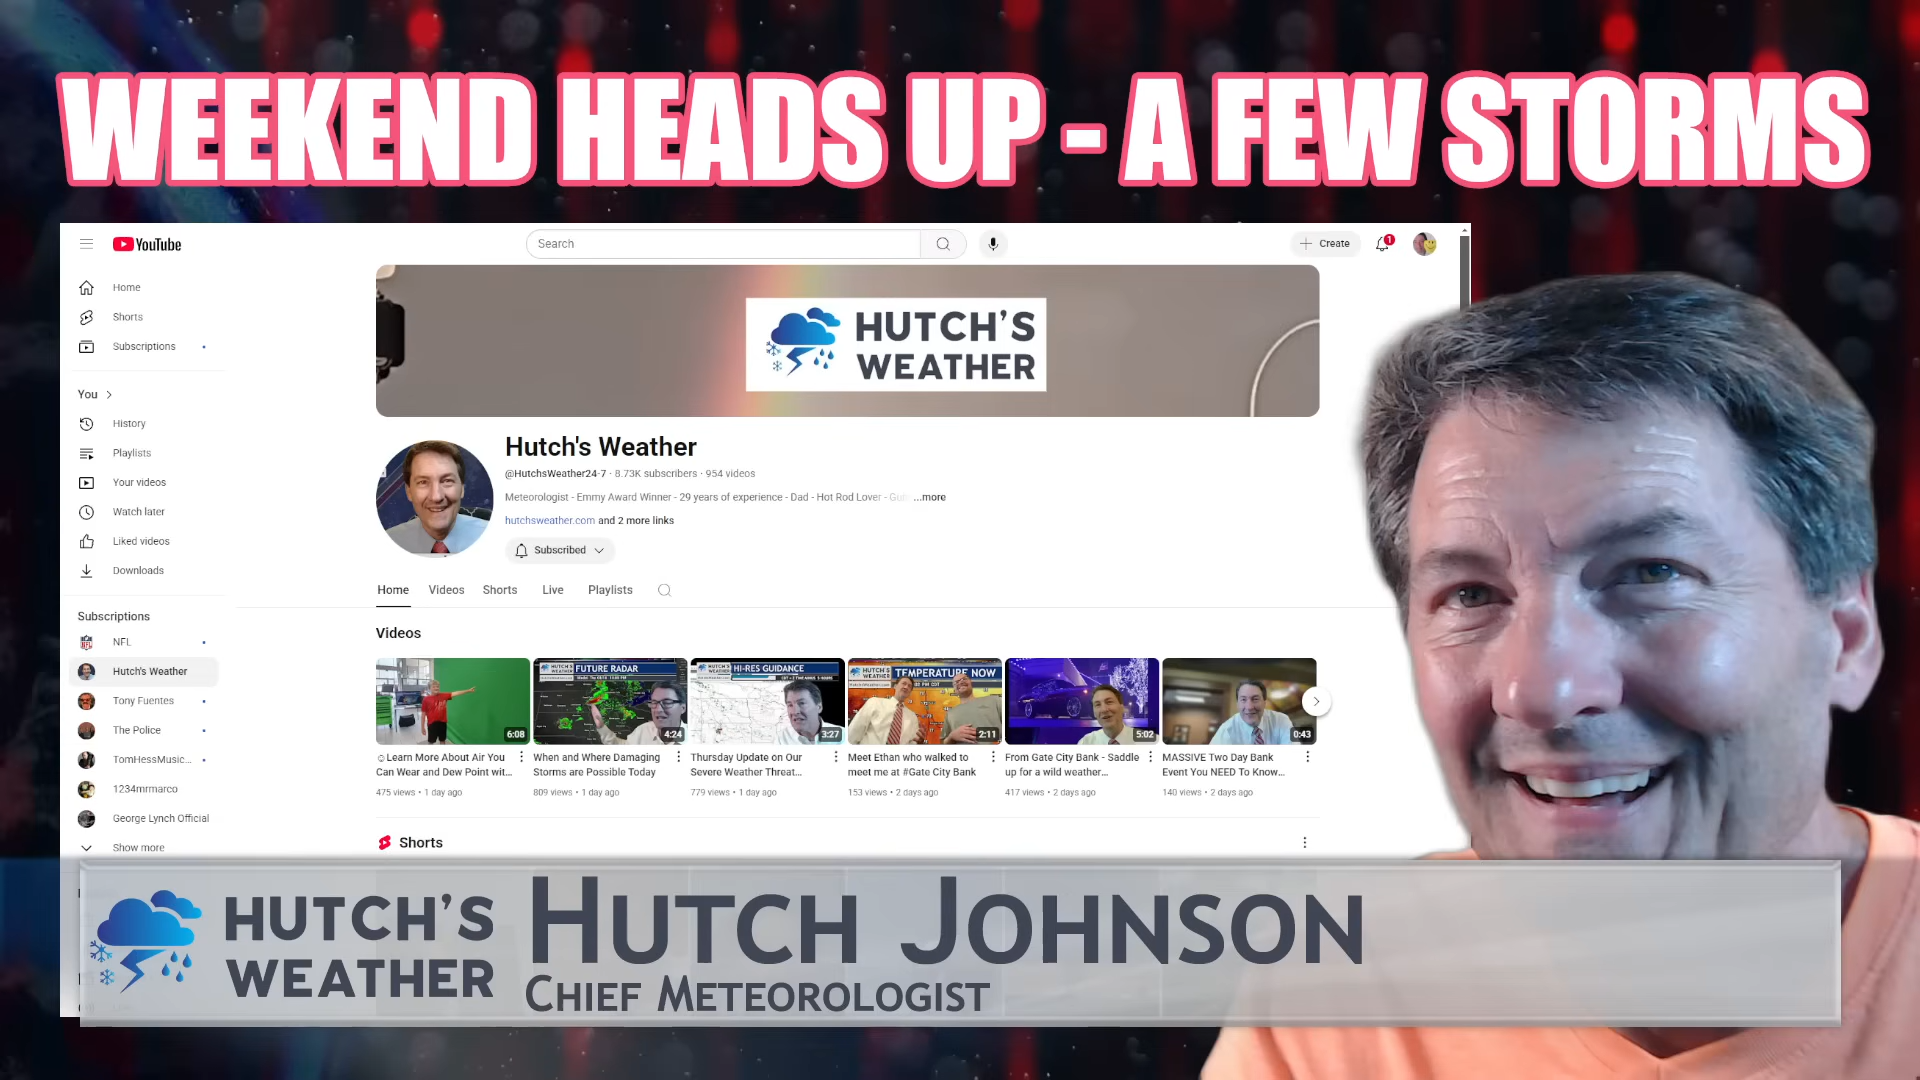 WEEKEND HEADS UP - A FEW STORMS
YouTube
Search
Create
1
Home
Shorts
Subscriptions
You
History
Playlists
Your videos
Watch later
Liked videos
Downloads
Subscriptions
NFL
Hutch's Weather
Tony Fuentes
The Police
TomHessMusic...
1234mrmarco
George Lynch Official
Show more
HUTCH'S
WEATHER
Hutch's Weather
@HutchsWeather24-7 · 8.73K subscribers · 954 videos
Meteorologist - Emmy Award Winner - 29 years of experience - Dad - Hot Rod Lover - ...more
hutchsweather.com and 2 more links
Subscribed
Home Videos Shorts Live Playlists
Videos
6:08
FUTURE RADAR
4:24
HI-RES GUIDANCE
3:27
TEMPERATURE NOW
2:11
5:02
0:43
☺Learn More About Air You
Can Wear and Dew Point wit...
475 views • 1 day ago
When and Where Damaging
Storms are Possible Today
809 views • 1 day ago
Thursday Update on Our
Severe Weather Threat...
779 views • 1 day ago
Meet Ethan who walked to
meet me at #Gate City Bank
153 views • 2 days ago
From Gate City Bank - Saddle
up for a wild weather...
417 views • 2 days ago
MASSIVE Two Day Bank
Event You NEED To Know...
140 views • 2 days ago
Shorts
HUTCH'S
WEATHER
HUTCH JOHNSON
CHIEF METEOROLOGIST